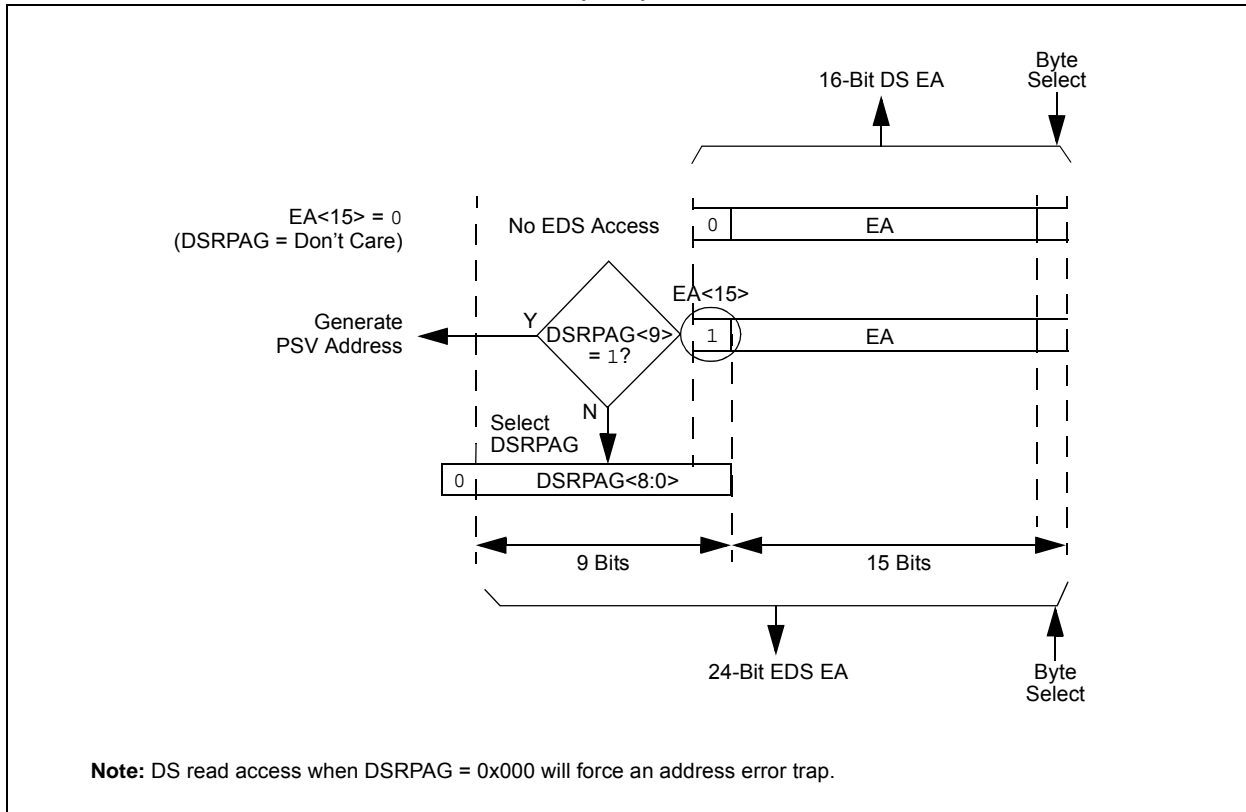 16-Bit DS EA
Byte
Select
EA<15> = 0
(DSRPAG = Don't Care)
No EDS Access
0
EA
EA<15>
Generate
PSV Address
Y
DSRPAG<9>
= 1?
1
EA
N
Select
DSRPAG
0
DSRPAG<8:0>
9 Bits
15 Bits
24-Bit EDS EA
Byte
Select
Note: DS read access when DSRPAG = 0x000 will force an address error trap.